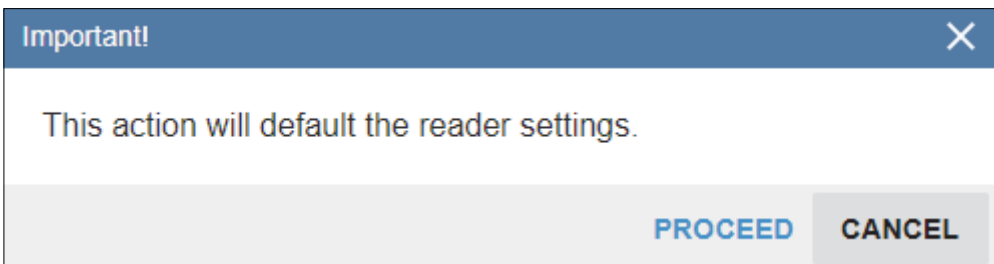 Important!
This action will default the reader settings.
PROCEED CANCEL